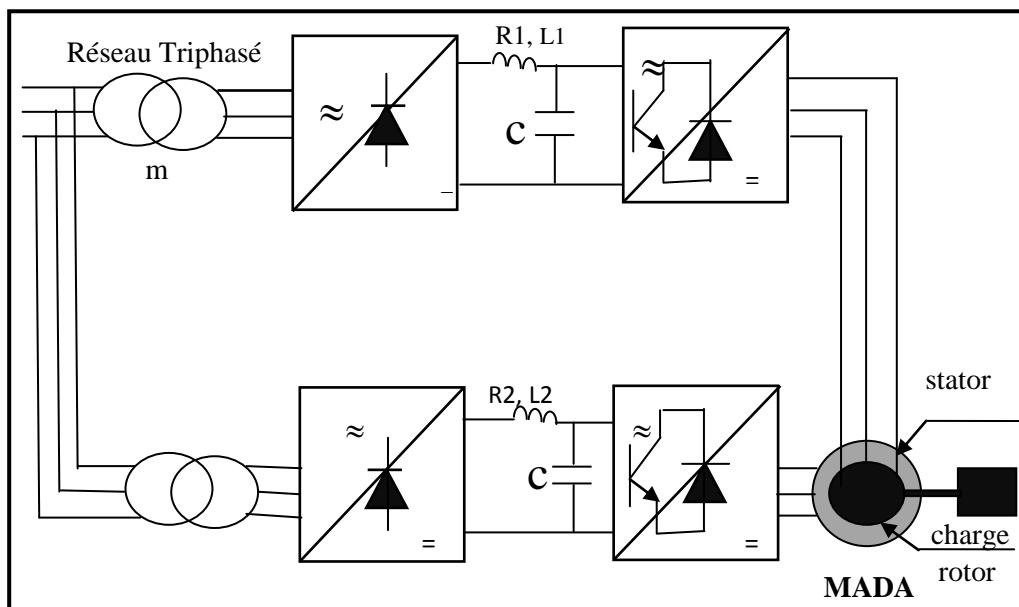 Réseau Triphasé
R1, L1
≈
≈
C
m
–
=
R2, L2
≈
≈
C
=
=
stator
charge
rotor
MADA